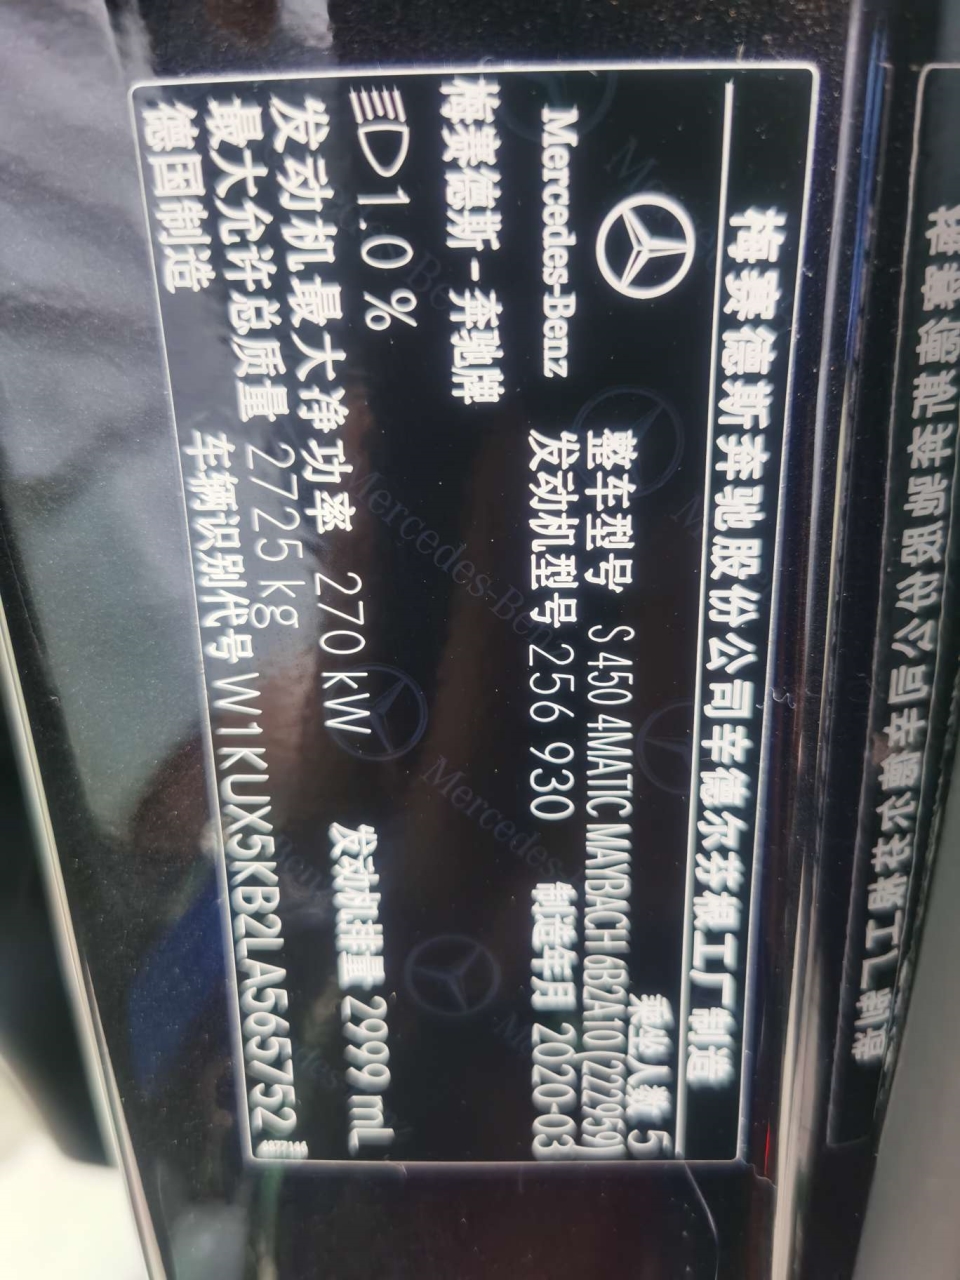 梅赛德斯奔驰股份公司辛德尔芬根工厂制造
乘坐人数 5
整车型号 S 450 4MATIC MAYBACH 6B2A10(222959)
Mercedes-Benz
发动机型号 256 930 制造年月 2020-03
梅赛德斯-奔驰牌
1.0 %
发动机最大净功率 270 kW 发动机排量 2999 mL
最大允许总质量 2725 kg
德国制造 车辆识别代号 W1KUX5KB2LA565752